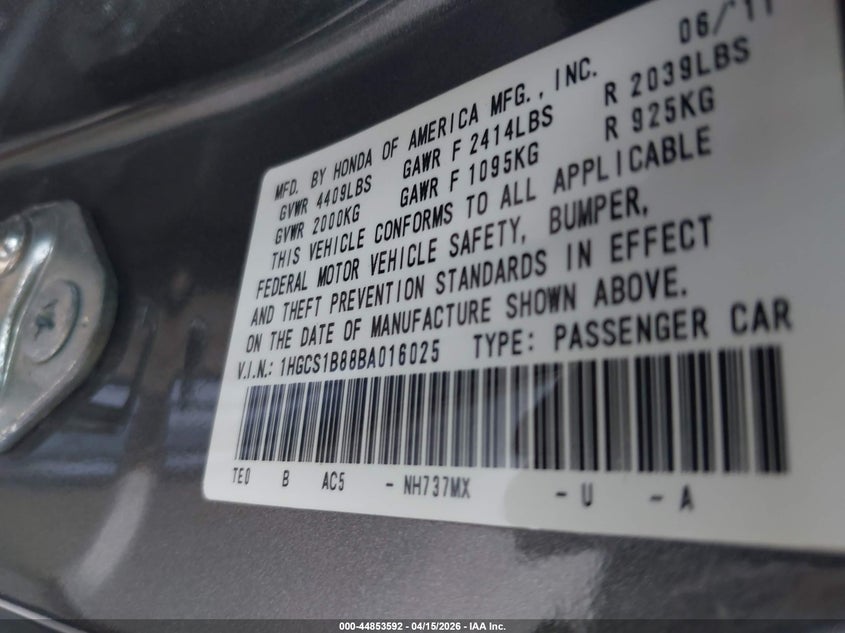 06/11
MFD. BY HONDA OF AMERICA MFG., INC.
GVWR 4409LBS GAWR F 2414LBS R 2039LBS
GVWR 2000KG GAWR F 1095KG R 925KG
THIS VEHICLE CONFORMS TO ALL APPLICABLE
FEDERAL MOTOR VEHICLE SAFETY, BUMPER,
AND THEFT PREVENTION STANDARDS IN EFFECT
ON THE DATE OF MANUFACTURE SHOWN ABOVE.
V.I.N.: 1HGCS1B88BA016025 TYPE: PASSENGER CAR
TE0 B AC5 - NH737MX - U - A
000-44853592 - 04/15/2026 - IAA Inc.